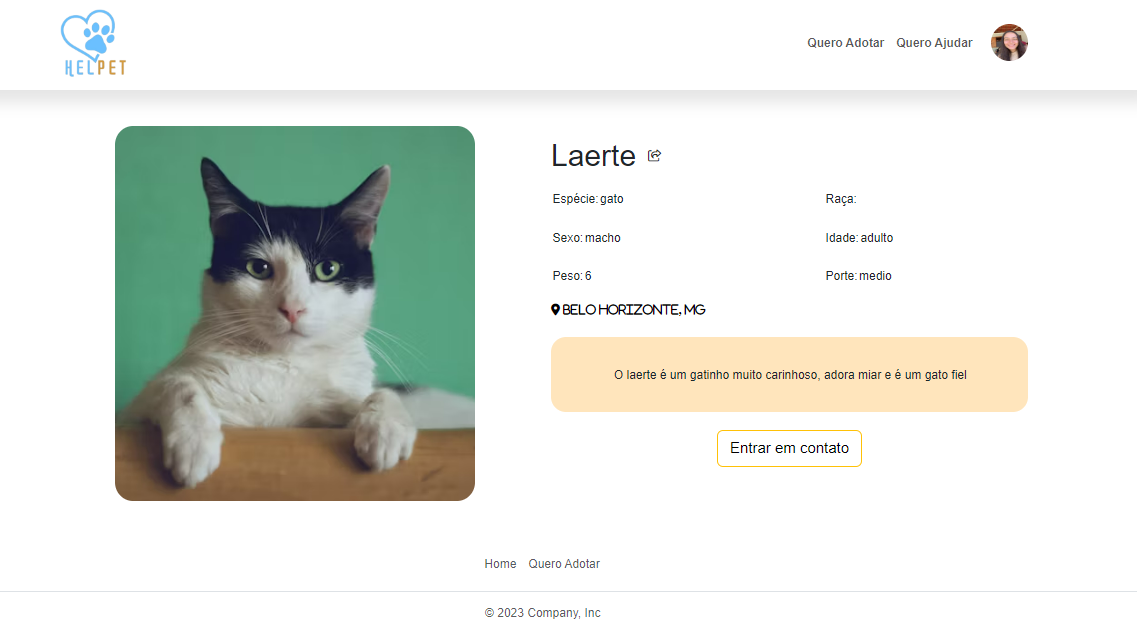 HELPET
Quero Adotar Quero Ajudar
Laerte
Espécie: gato Raça:
Sexo: macho Idade: adulto
Peso: 6 Porte: medio
BELO HORIZONTE, MG
O laerte é um gatinho muito carinhoso, adora miar e é um gato fiel
Entrar em contato
Home Quero Adotar
© 2023 Company, Inc